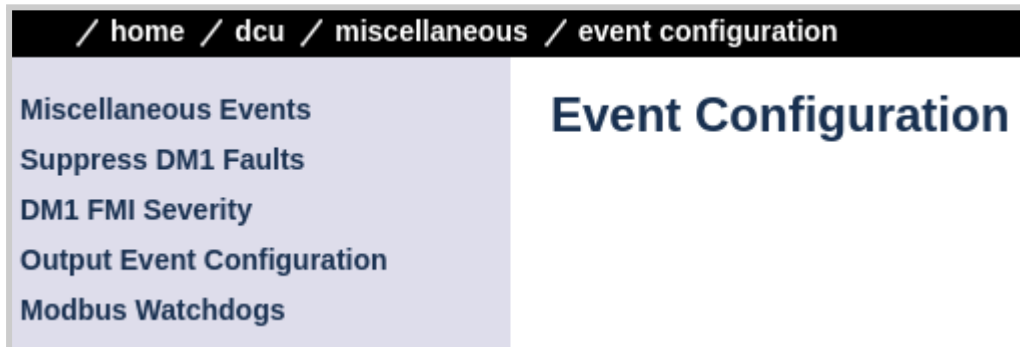 / home / dcu / miscellaneous / event configuration
Miscellaneous Events
Suppress DM1 Faults
DM1 FMI Severity
Output Event Configuration
Modbus Watchdogs
Event Configuration